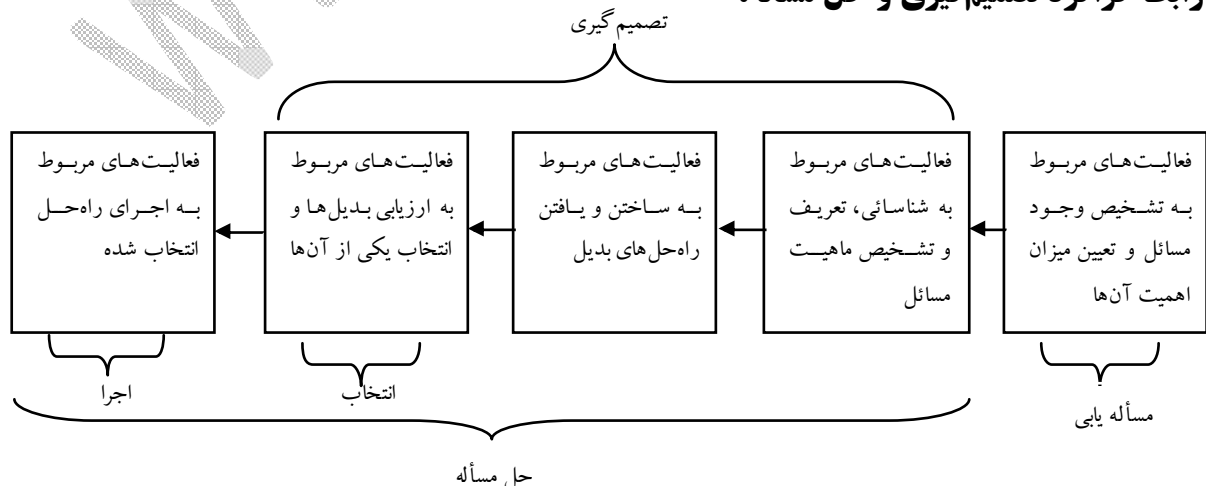 تصمیم‌گیری و حل
تصمیم گیری
فعالیت‌های مربوط
به تشخیص وجود
مسائل و تعیین میزان
اهمیت آن‌ها
فعالیت‌های مربوط
به شناسائی، تعریف
و تشخیص ماهیت
مسائل
فعالیت‌های مربوط
به ساختن و یافتن
راه‌حل‌های بدیل
فعالیت‌های مربوط
به ارزیابی بدیل‌ها و
انتخاب یکی از آن‌ها
فعالیت‌های مربوط
به اجرای راه‌حل
انتخاب شده
مسأله یابی
انتخاب
اجرا
حل مسأله